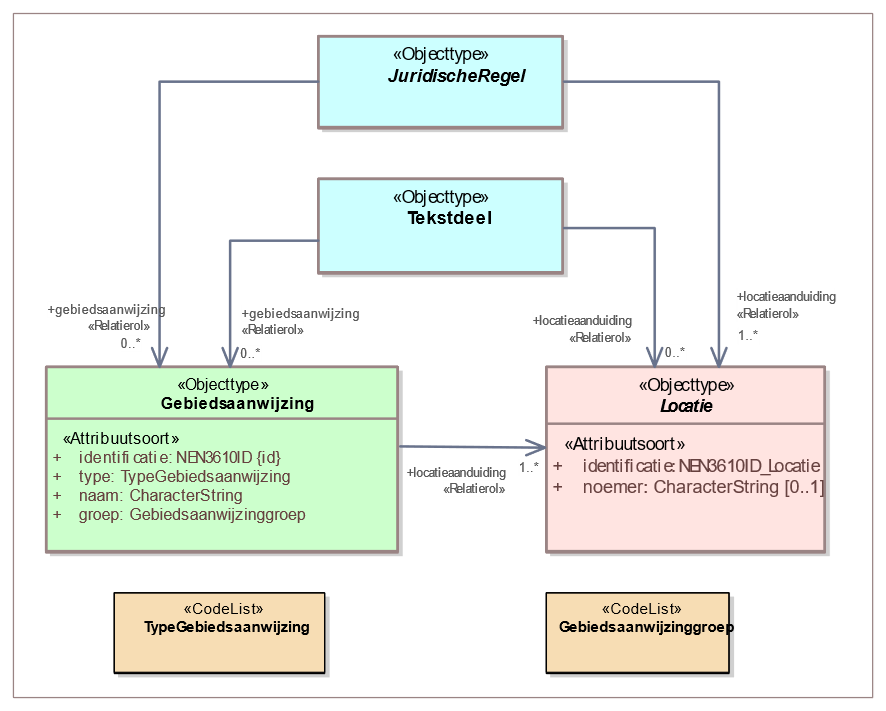 «Objecttype»
JuridischeRegel
«Objecttype»
Tekstdeel
+gebiedsaanwijzing
«Relatierol»
0..*
+gebiedsaanwijzing
«Relatierol»
0..*
+locatieaanduiding
«Relatierol»
0..*
+locatieaanduiding
«Relatierol»
1..*
«Objecttype»
Gebiedsaanwijzing
«Attribuutsoort»
+ identificatie: NEN3610ID {id}
+ type: TypeGebiedsaanwijzing
+ naam: CharacterString
+ groep: Gebiedsaanwijzinggroep
+locatieaanduiding
«Relatierol»
1..*
«Objecttype»
Locatie
«Attribuutsoort»
+ identificatie: NEN3610ID_Locatie
+ noemer: CharacterString [0..1]
«CodeList»
TypeGebiedsaanwijzing
«CodeList»
Gebiedsaanwijzinggroep